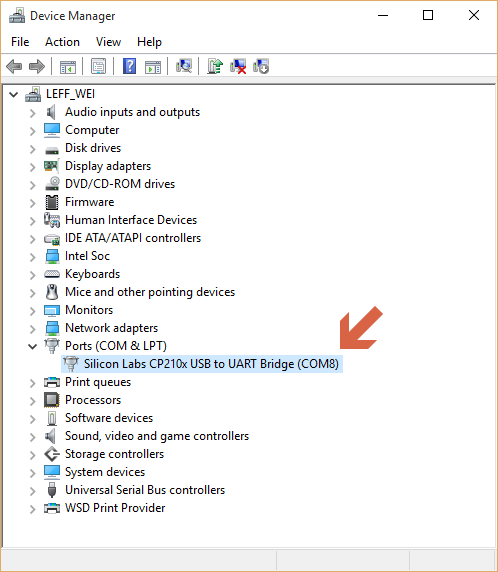 Device Manager
File Action View Help
LEFF_WEI
Audio inputs and outputs
Computer
Disk drives
Display adapters
DVD/CD-ROM drives
Firmware
Human Interface Devices
IDE ATA/ATAPI controllers
Intel Soc
Keyboards
Mice and other pointing devices
Monitors
Network adapters
Ports (COM & LPT)
Silicon Labs CP210x USB to UART Bridge (COM8)
Print queues
Processors
Software devices
Sound, video and game controllers
Storage controllers
System devices
Universal Serial Bus controllers
WSD Print Provider